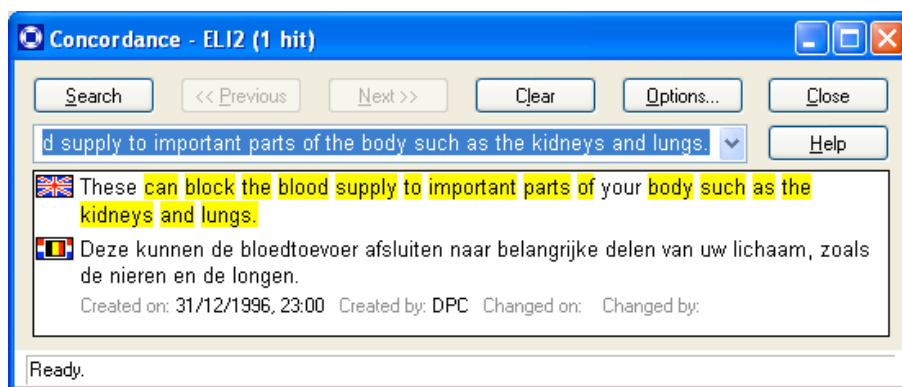 Concordance - ELI2 (1 hit)
Search << Previous Next >> Clear Options... Close
d supply to important parts of the body such as the kidneys and lungs. Help
These can block the blood supply to important parts of your body such as the
kidneys and lungs.
Deze kunnen de bloedtoevoer afsluiten naar belangrijke delen van uw lichaam, zoals
de nieren en de longen.
Created on: 31/12/1996, 23:00 Created by: DPC Changed on: Changed by:
Ready.